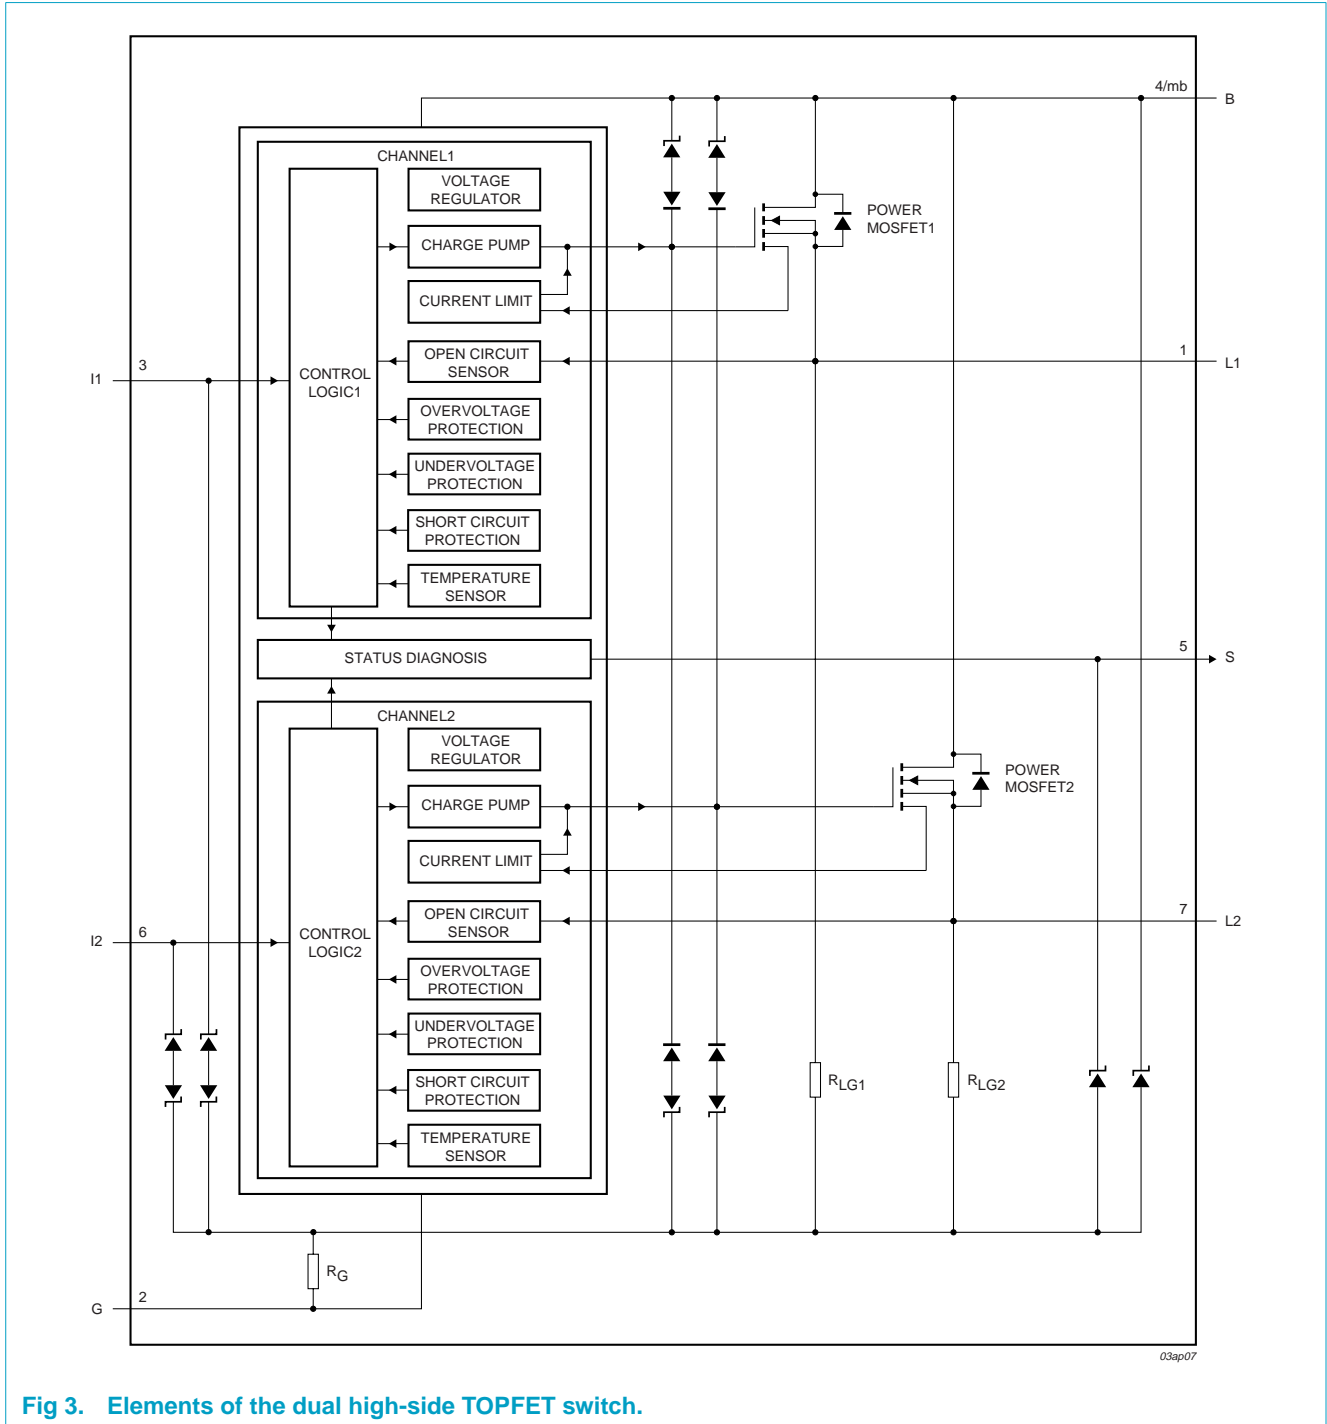 4/mb
B
CHANNEL1
VOLTAGE
REGULATOR
POWER
MOSFET1
CHARGE PUMP
CURRENT LIMIT
OPEN CIRCUIT
SENSOR
1
L1
I1
3
CONTROL
LOGIC1
OVERVOLTAGE
PROTECTION
UNDERVOLTAGE
PROTECTION
SHORT CIRCUIT
PROTECTION
TEMPERATURE
SENSOR
STATUS DIAGNOSIS
5
S
CHANNEL2
VOLTAGE
REGULATOR
POWER
MOSFET2
CHARGE PUMP
CURRENT LIMIT
OPEN CIRCUIT
SENSOR
7
L2
I2
6
CONTROL
LOGIC2
OVERVOLTAGE
PROTECTION
UNDERVOLTAGE
PROTECTION
SHORT CIRCUIT
PROTECTION
RLG1
RLG2
TEMPERATURE
SENSOR
RG
G
2
03ap07
Fig 3. Elements of the dual high-side TOPFET switch.